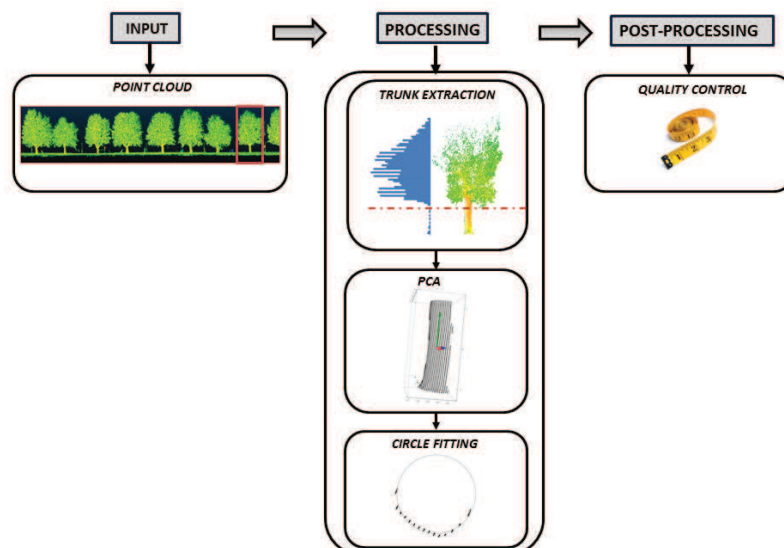 INPUT
PROCESSING
POST-PROCESSING
POINT CLOUD
TRUNK EXTRACTION
QUALITY CONTROL
PCA
CIRCLE FITTING